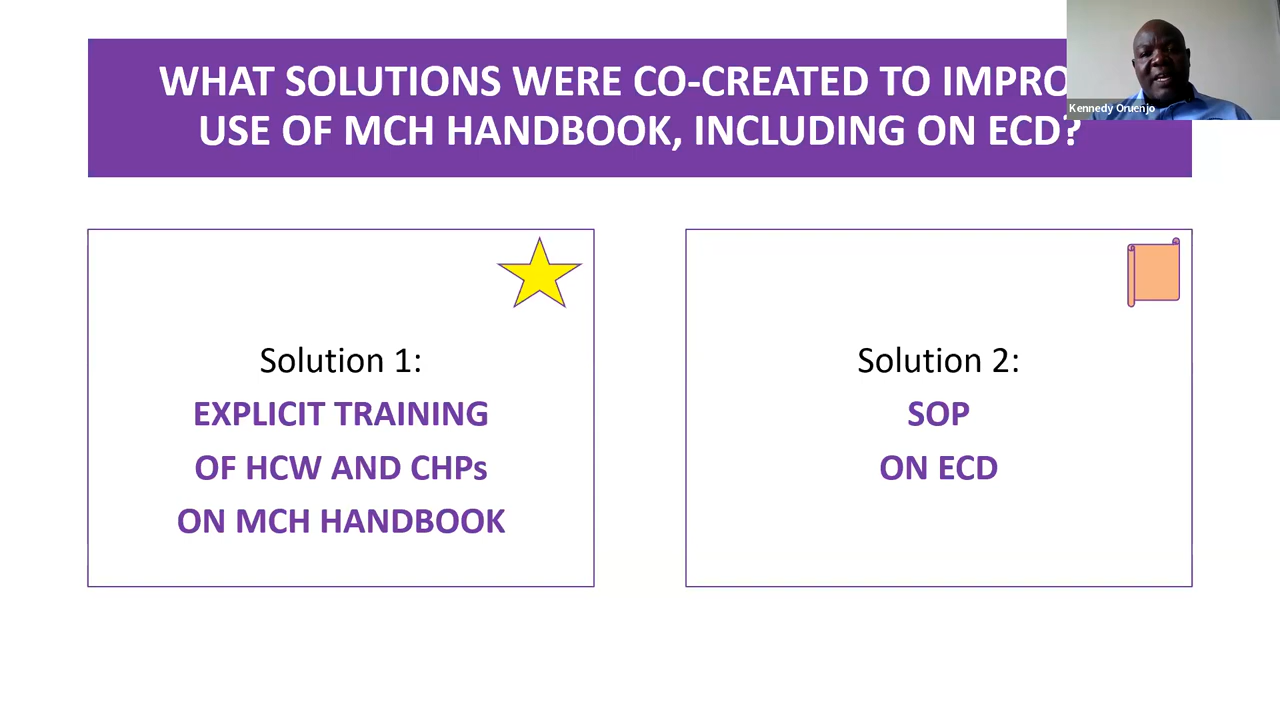 WHAT SOLUTIONS WERE CO-CREATED TO IMPRO
USE OF MCH HANDBOOK, INCLUDING ON ECD?
Kennedy Oruenjo
Solution 1:
EXPLICIT TRAINING
OF HCW AND CHPs
ON MCH HANDBOOK
Solution 2:
SOP
ON ECD